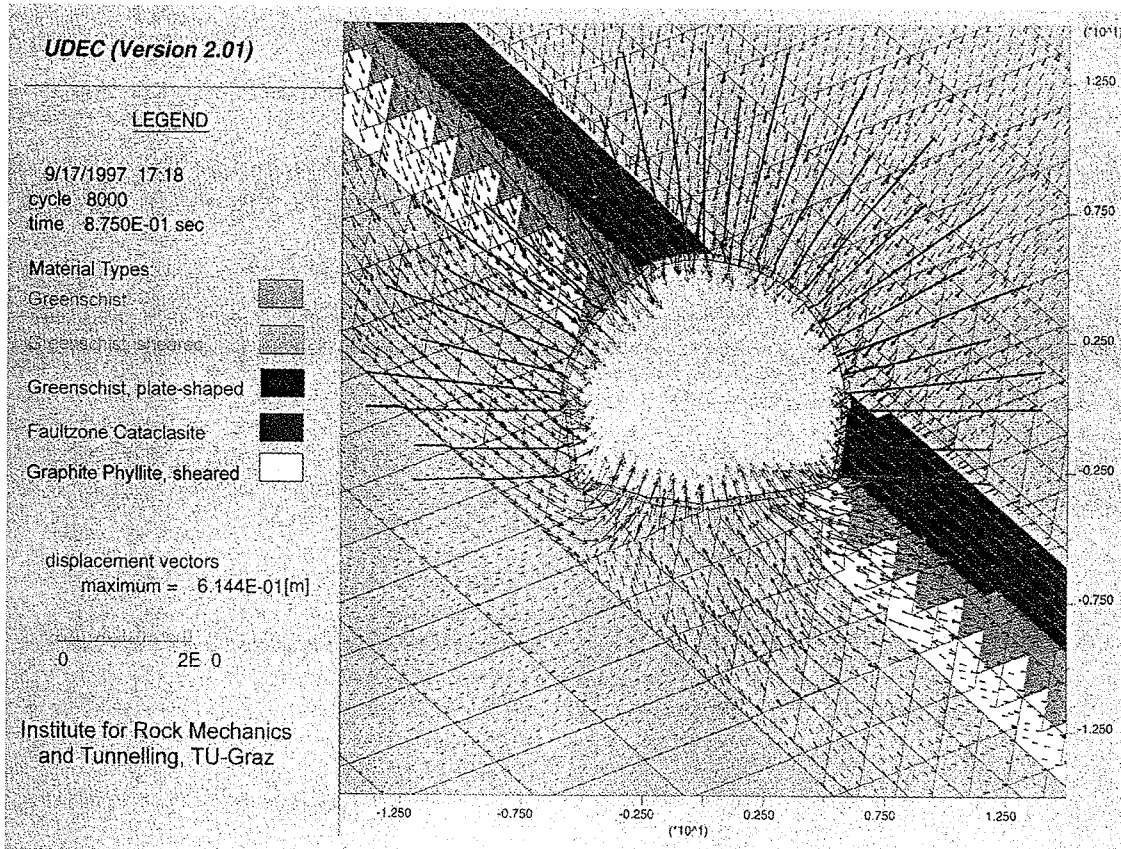 UDEC (Version 2.01)
LEGEND
9/17/1997 17:18
cycle 8000
time 8.750E-01 sec
Material Types
Greenschist
Greenschist, sheared
Greenschist, plate-shaped
Faultzone Cataclasite
Graphite Phyllite, sheared
displacement vectors
maximum = 6.144E-01[m]
0 2E 0
Institute for Rock Mechanics
and Tunnelling, TU-Graz
(*10^1)
1.250
0.750
0.250
-0.250
-0.750
-1.250
-1.250 -0.750 -0.250 0.250 0.750 1.250
(*10^1)